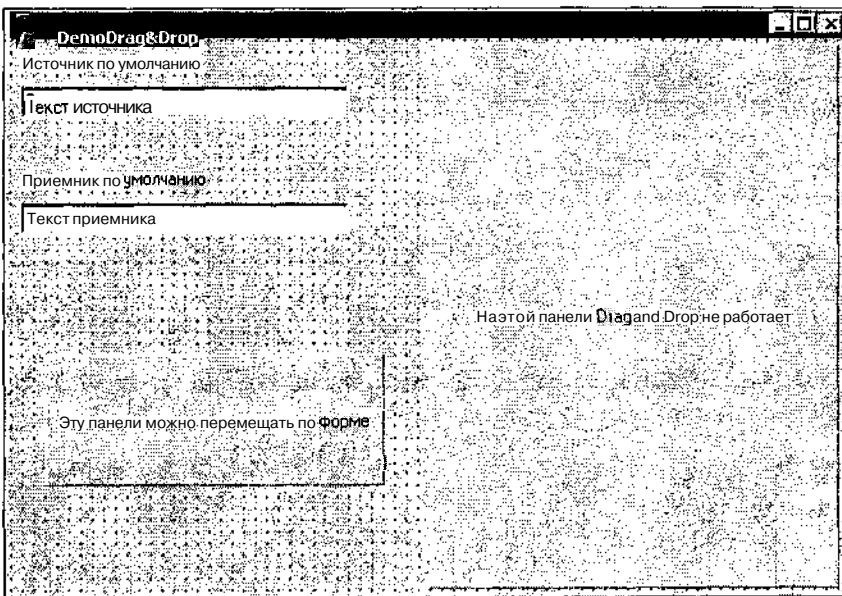 DemoDrag&Drop
Источник по умолчанию
Текст источника
Приемник по умолчанию
Текст приемника
На этой панели Drag and Drop не работает
Эту панели можно перемещать по форме